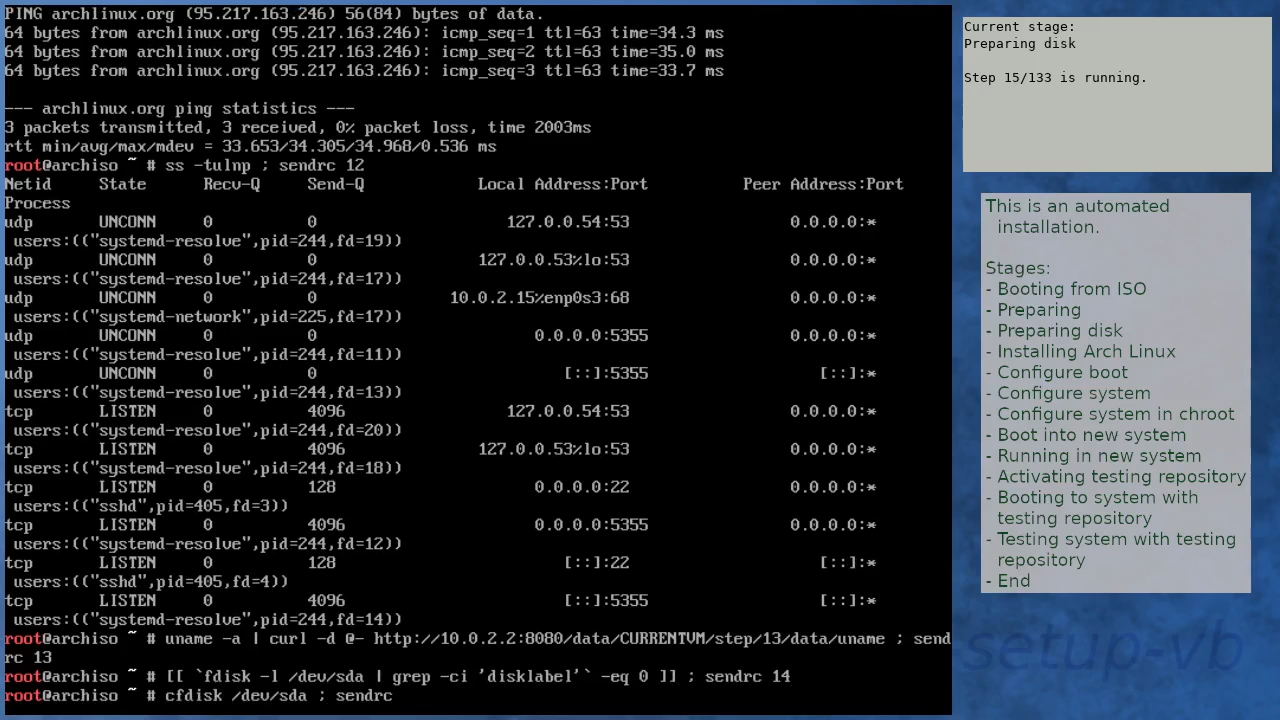 PING archlinux.org (95.217.163.246) 56(84) bytes of data.
64 bytes from archlinux.org (95.217.163.246): icmp_seq=1 ttl=63 time=34.3 ms
64 bytes from archlinux.org (95.217.163.246): icmp_seq=2 ttl=63 time=35.0 ms
64 bytes from archlinux.org (95.217.163.246): icmp_seq=3 ttl=63 time=33.7 ms
--- archlinux.org ping statistics ---
3 packets transmitted, 3 received, 0% packet loss, time 2003ms
rtt min/avg/max/mdev = 33.653/34.305/34.968/0.536 ms
root@archiso ~ # ss -tulnp ; sendrc 12
Netid State Recv-Q Send-Q Local Address:Port Peer Address:Port
Process
udp UNCONN 0 0 127.0.0.54:53 0.0.0.0:*
users:(("systemd-resolve",pid=244,fd=19))
udp UNCONN 0 0 127.0.0.53%lo:53 0.0.0.0:*
users:(("systemd-resolve",pid=244,fd=17))
udp UNCONN 0 0 10.0.2.15%enp0s3:68 0.0.0.0:*
users:(("systemd-network",pid=225,fd=17))
udp UNCONN 0 0 0.0.0.0:5355 0.0.0.0:*
users:(("systemd-resolve",pid=244,fd=11))
udp UNCONN 0 0 [::]:5355 [::]:*
users:(("systemd-resolve",pid=244,fd=13))
tcp LISTEN 0 4096 127.0.0.54:53 0.0.0.0:*
users:(("systemd-resolve",pid=244,fd=20))
tcp LISTEN 0 4096 127.0.0.53%lo:53 0.0.0.0:*
users:(("systemd-resolve",pid=244,fd=18))
tcp LISTEN 0 128 0.0.0.0:22 0.0.0.0:*
users:(("sshd",pid=405,fd=3))
tcp LISTEN 0 4096 0.0.0.0:5355 0.0.0.0:*
users:(("systemd-resolve",pid=244,fd=12))
tcp LISTEN 0 128 [::]:22 [::]:*
users:(("sshd",pid=405,fd=4))
tcp LISTEN 0 4096 [::]:5355 [::]:*
users:(("systemd-resolve",pid=244,fd=14))
root@archiso ~ # uname -a | curl -d @- http://10.0.2.2:8080/data/CURRENTVM/step/13/data/uname ; send
rc 13
root@archiso ~ # [[ `fdisk -l /dev/sda | grep -ci 'disklabel'` -eq 0 ]] ; sendrc 14
root@archiso ~ # cfdisk /dev/sda ; sendrc
Current stage:
Preparing disk
Step 15/133 is running.
This is an automated
installation.
Stages:
- Booting from ISO
- Preparing
- Preparing disk
- Installing Arch Linux
- Configure boot
- Configure system
- Configure system in chroot
- Boot into new system
- Running in new system
- Activating testing repository
- Booting to system with
testing repository
- Testing system with testing
repository
- End
setup-vb